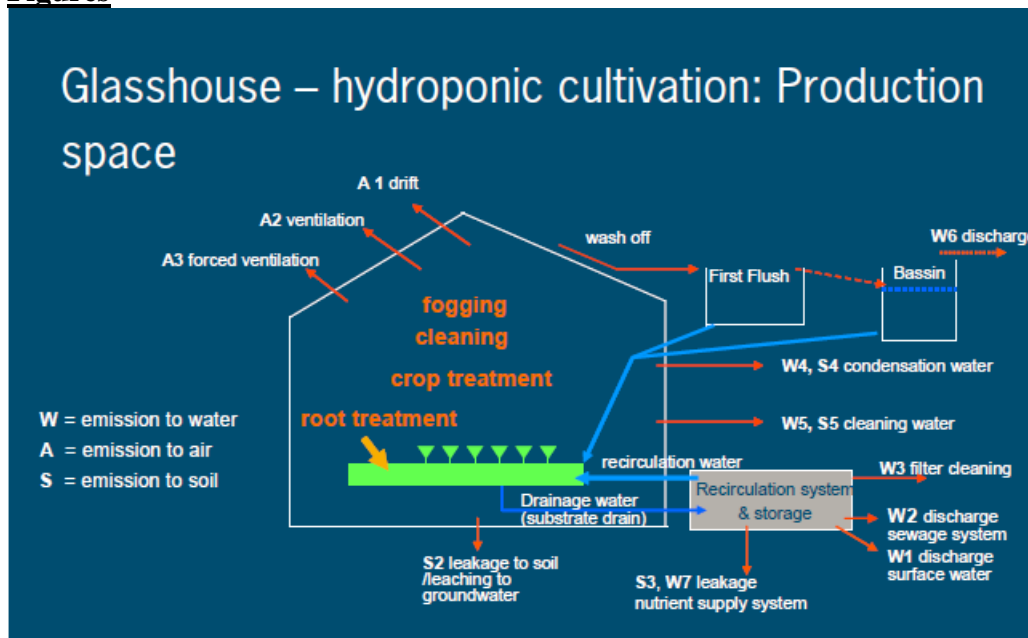 Figures
Glasshouse – hydroponic cultivation: Production
space
A 1 drift
A2 ventilation
A3 forced ventilation
wash off
W6 discharge
First Flush
Bassin
fogging
cleaning
crop treatment
root treatment
W4, S4 condensation water
W5, S5 cleaning water
W = emission to water
A = emission to air
S = emission to soil
recirculation water
W3 filter cleaning
Recirculation system
& storage
Drainage water
(substrate drain)
W2 discharge
sewage system
W1 discharge
surface water
S2 leakage to soil
/leaching to
groundwater
S3, W7 leakage
nutrient supply system